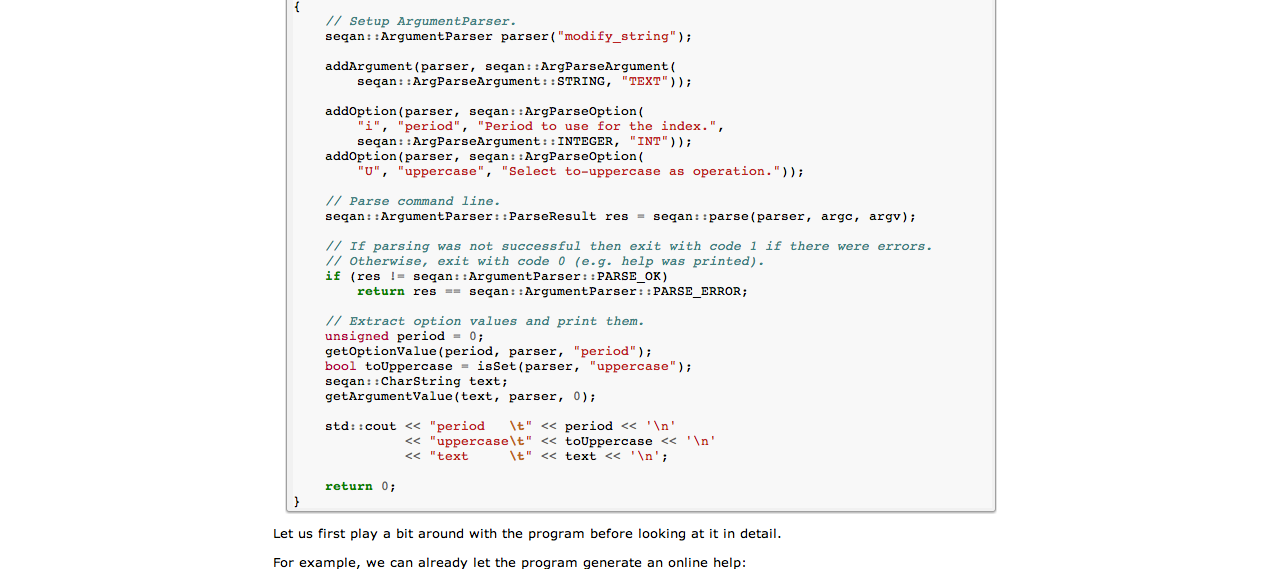 {
    // Setup ArgumentParser.
    seqan::ArgumentParser parser("modify_string");

    addArgument(parser, seqan::ArgParseArgument(
        seqan::ArgParseArgument::STRING, "TEXT"));

    addOption(parser, seqan::ArgParseOption(
        "i", "period", "Period to use for the index.",
        seqan::ArgParseArgument::INTEGER, "INT"));
    addOption(parser, seqan::ArgParseOption(
        "U", "uppercase", "Select to-uppercase as operation."));

    // Parse command line.
    seqan::ArgumentParser::ParseResult res = seqan::parse(parser, argc, argv);

    // If parsing was not successful then exit with code 1 if there were errors.
    // Otherwise, exit with code 0 (e.g. help was printed).
    if (res != seqan::ArgumentParser::PARSE_OK)
        return res == seqan::ArgumentParser::PARSE_ERROR;

    // Extract option values and print them.
    unsigned period = 0;
    getOptionValue(period, parser, "period");
    bool toUppercase = isSet(parser, "uppercase");
    seqan::CharString text;
    getArgumentValue(text, parser, 0);

    std::cout << "period   \t" << period << '\n'
              << "uppercase\t" << toUppercase << '\n'
              << "text     \t" << text << '\n';

    return 0;
}
Let us first play a bit around with the program before looking at it in detail.
For example, we can already let the program generate an online help: